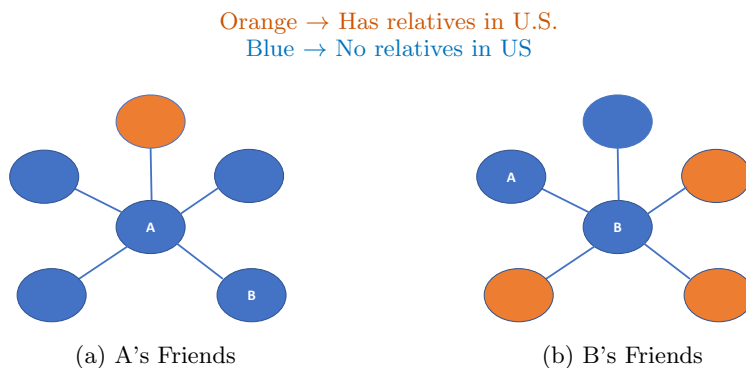 Orange → Has relatives in U.S.
Blue → No relatives in US
A
A
B
B
(a) A's Friends
(b) B's Friends